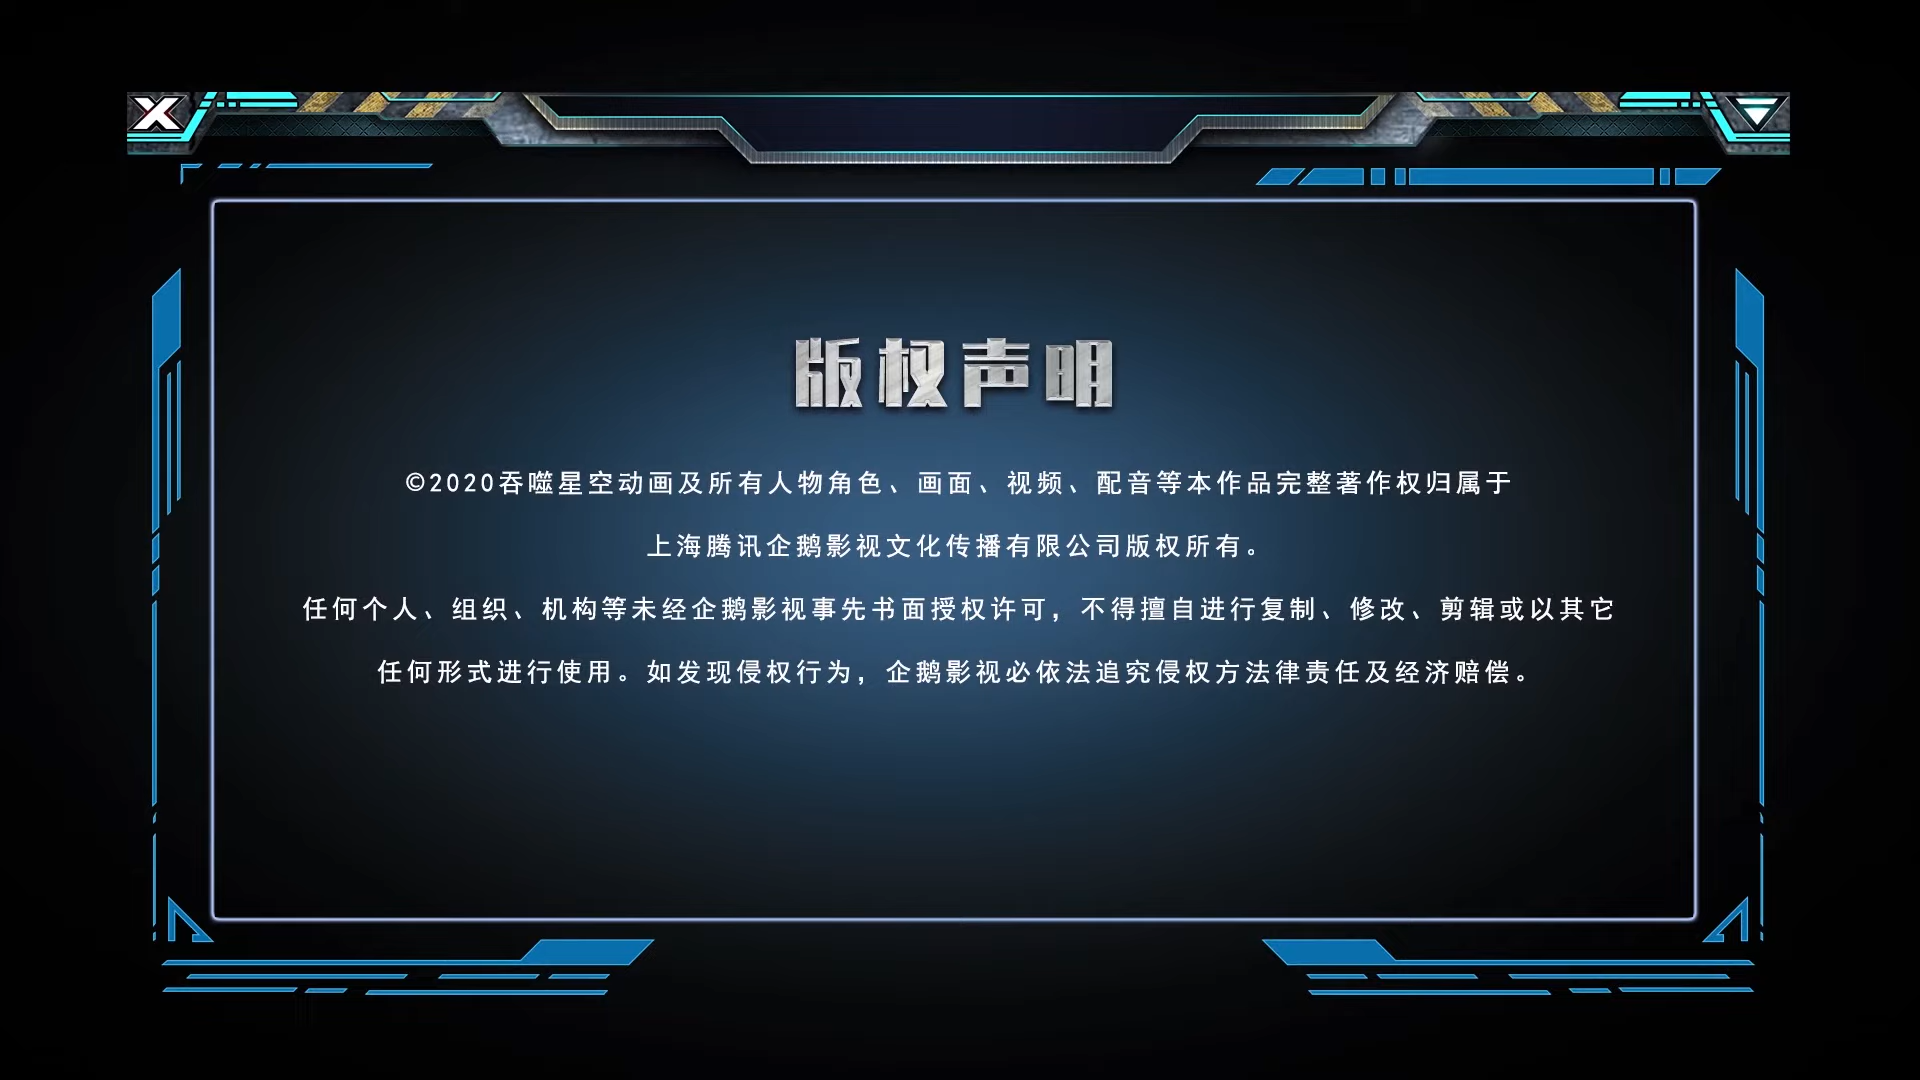 版权声明
©2020吞噬星空动画及所有人物角色、画面、视频、配音等本作品完整著作权归属于
上海腾讯企鹅影视文化传播有限公司版权所有。
任何个人、组织、机构等未经企鹅影视事先书面授权许可，不得擅自进行复制、修改、剪辑或以其它
任何形式进行使用。如发现侵权行为，企鹅影视必依法追究侵权方法律责任及经济赔偿。